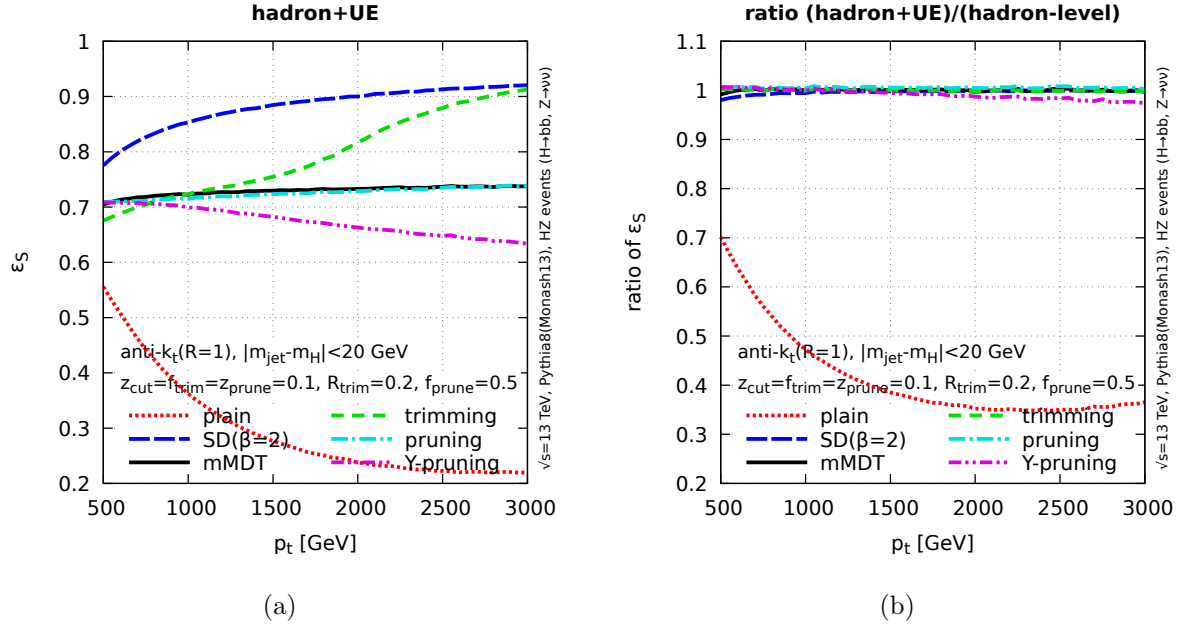 hadron+UE
1
0.9
0.8
0.7
0.6
0.5
0.4
0.3
0.2
ε_S
500 1000 1500 2000 2500 3000
p_t [GeV]
anti-k_t(R=1), |m_jet-m_H|<20 GeV
z_cut=f_trim=z_prune=0.1, R_trim=0.2, f_prune=0.5
plain
SD(β=2)
mMDT
trimming
pruning
Y-pruning
√s=13 TeV, Pythia8(Monash13), HZ events (H→bb, Z→νν)
(a)
ratio (hadron+UE)/(hadron-level)
1.1
1
0.9
0.8
0.7
0.6
0.5
0.4
0.3
0.2
ratio of ε_S
500 1000 1500 2000 2500 3000
p_t [GeV]
anti-k_t(R=1), |m_jet-m_H|<20 GeV
z_cut=f_trim=z_prune=0.1, R_trim=0.2, f_prune=0.5
plain
SD(β=2)
mMDT
trimming
pruning
Y-pruning
√s=13 TeV, Pythia8(Monash13), HZ events (H→bb, Z→νν)
(b)